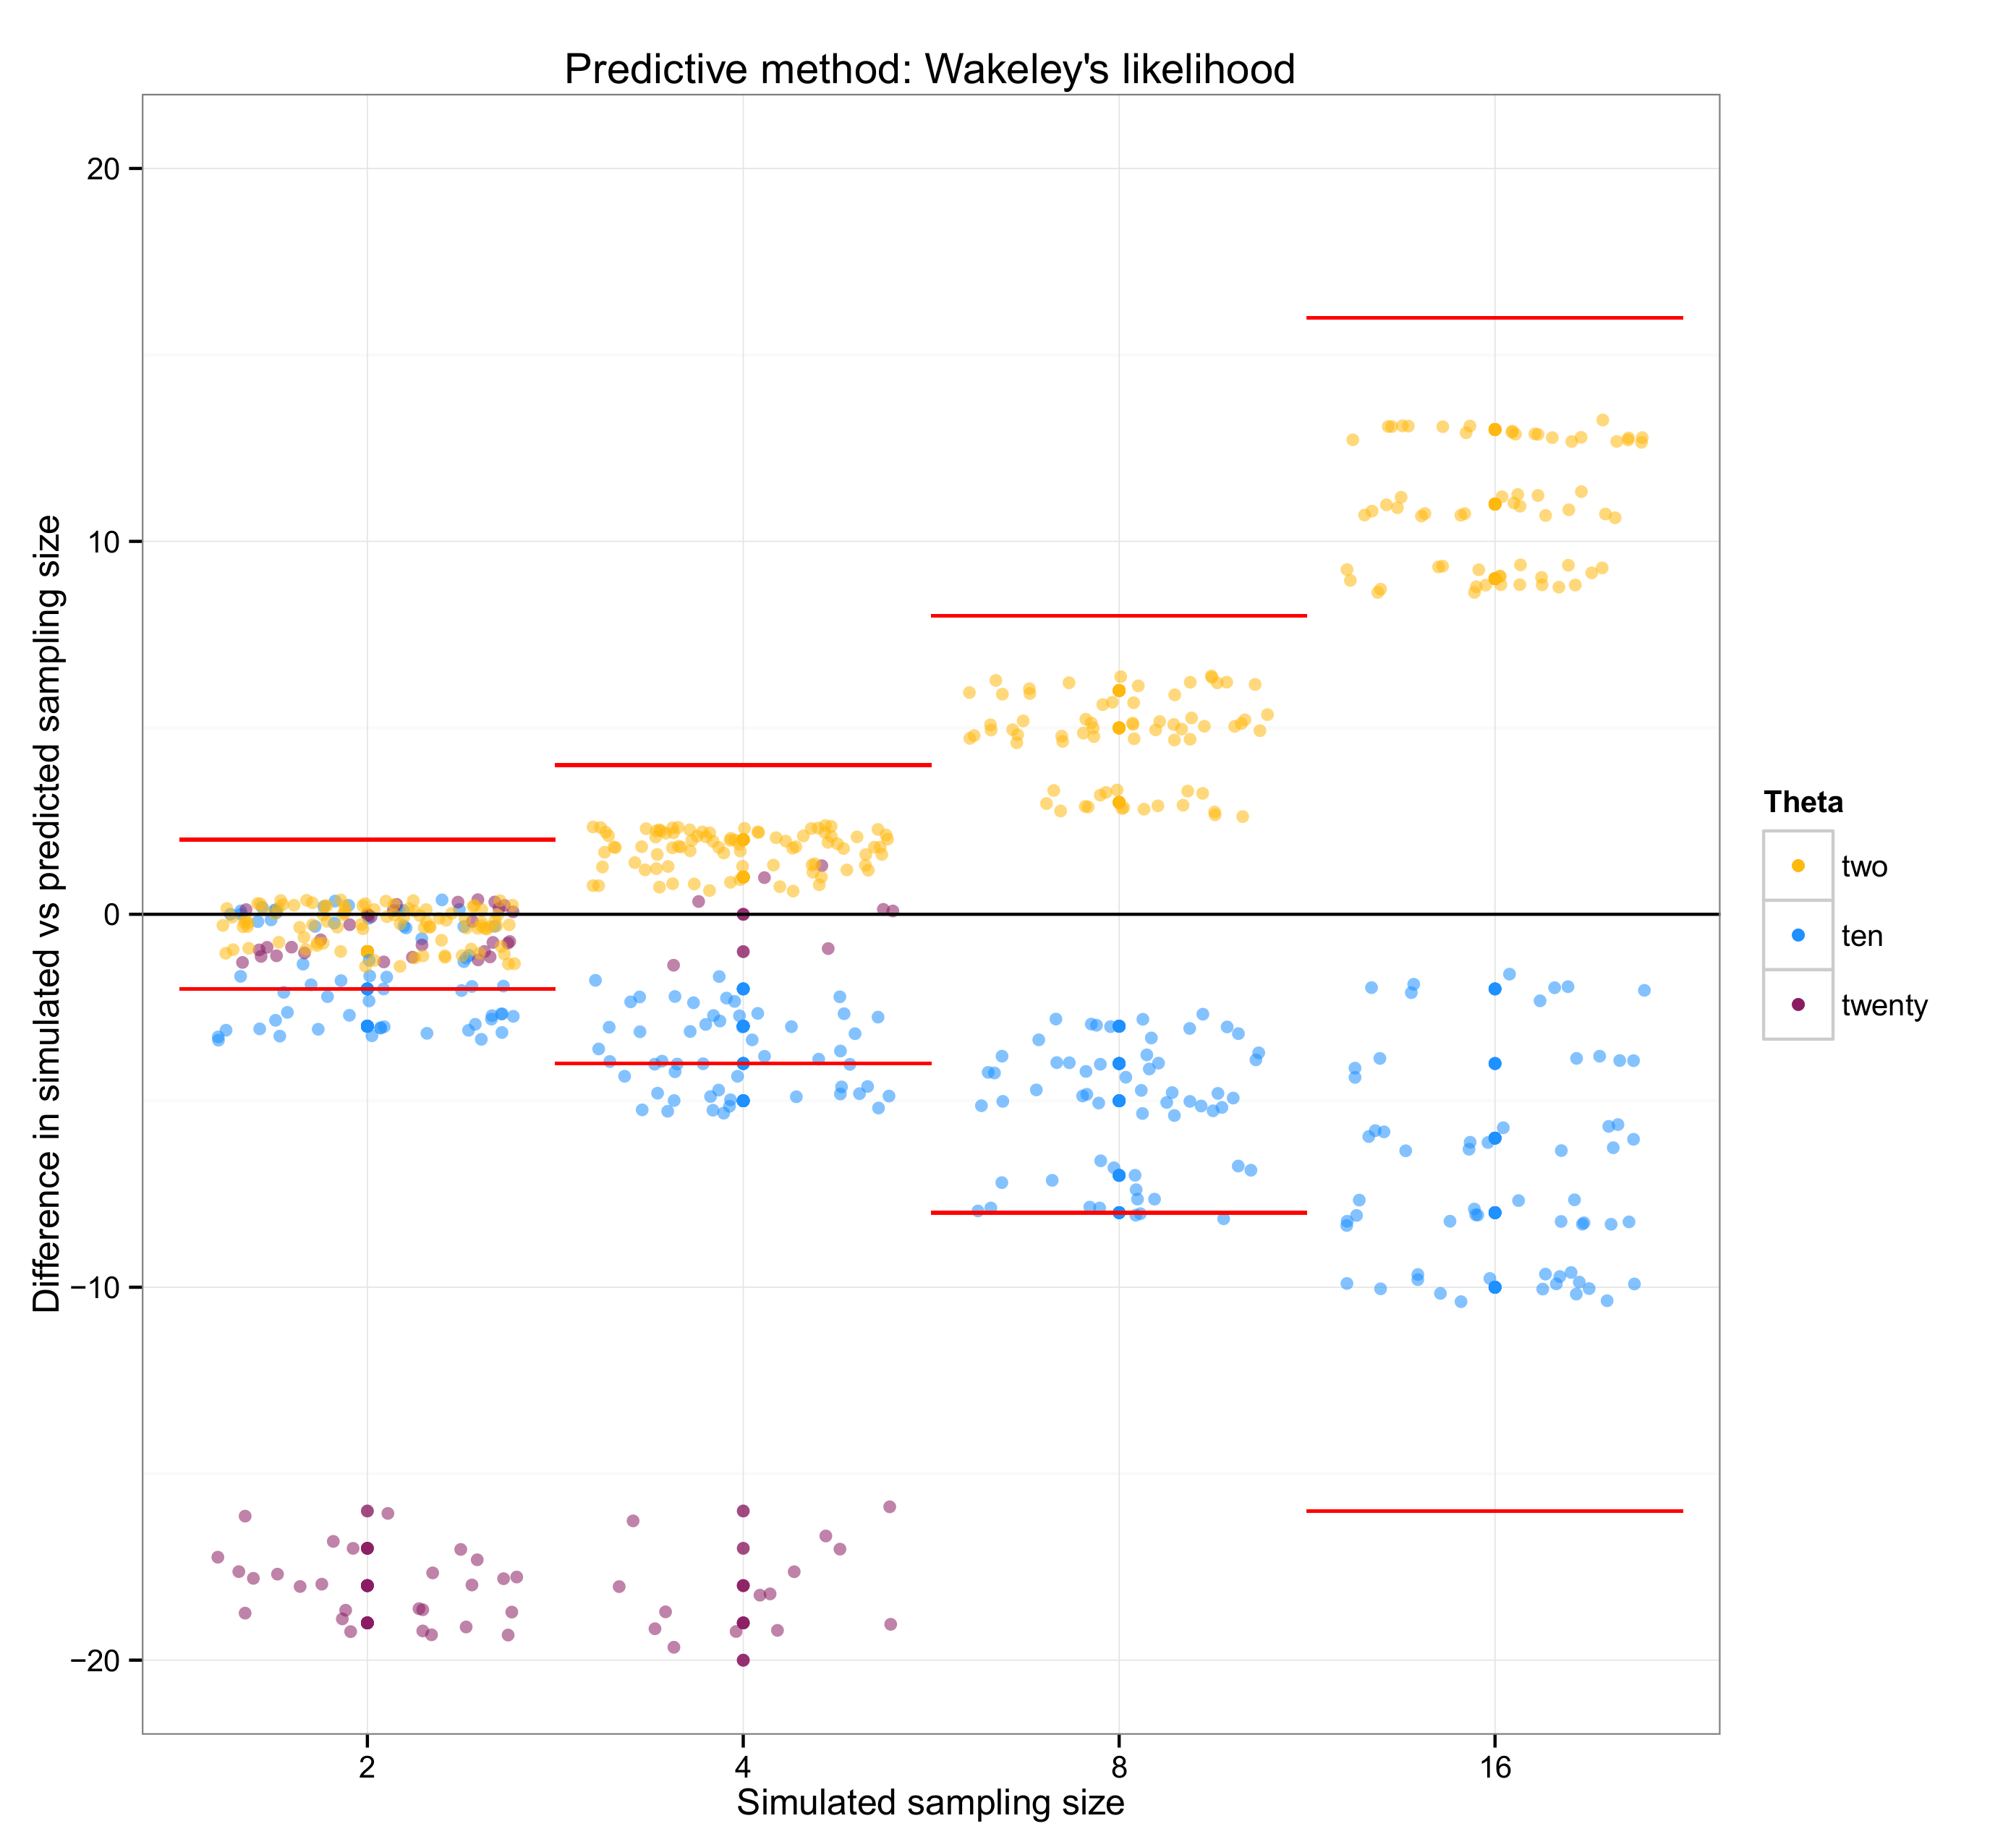 Predictive method: Wakeley's likelihood
Difference in simulated vs predicted sampling size
20
10
0
−10
−20
2
4
8
16
Simulated sampling size
Theta
two
ten
twenty